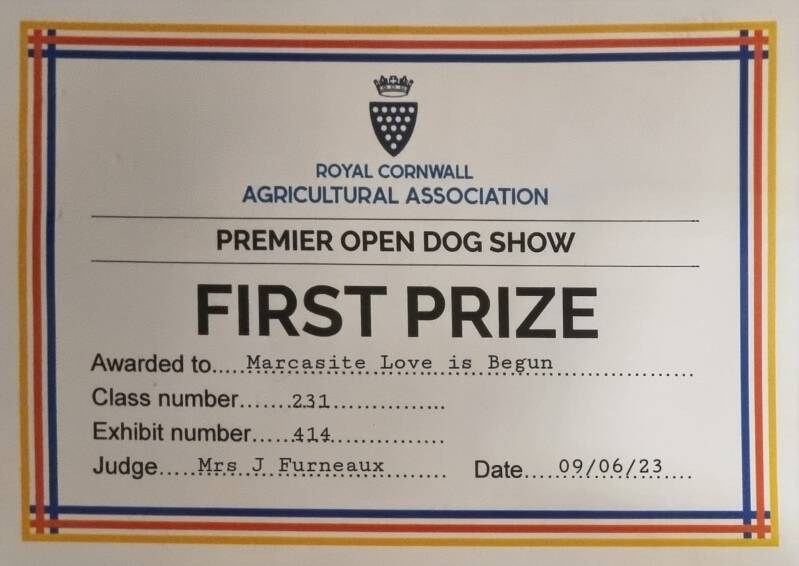 ROYAL CORNWALL
AGRICULTURAL ASSOCIATION
PREMIER OPEN DOG SHOW
FIRST PRIZE
Awarded to.....Marcasite Love is Begun.....................
Class number.......231...............
Exhibit number.....414...............
Judge.....Mrs J Furneaux........ Date.....09/06/23....